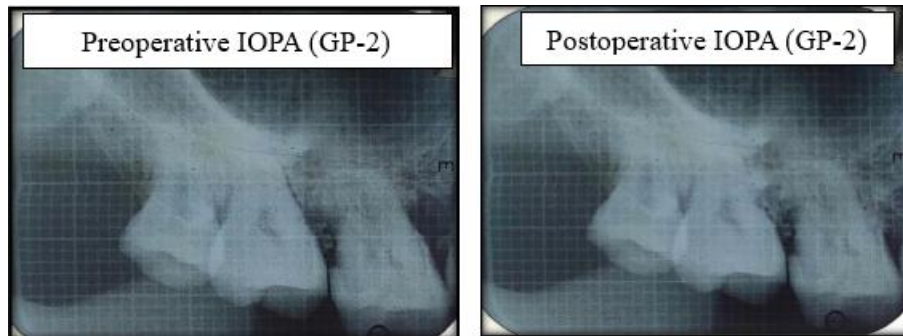 Preoperative IOPA (GP-2)
Postoperative IOPA (GP-2)
E
E